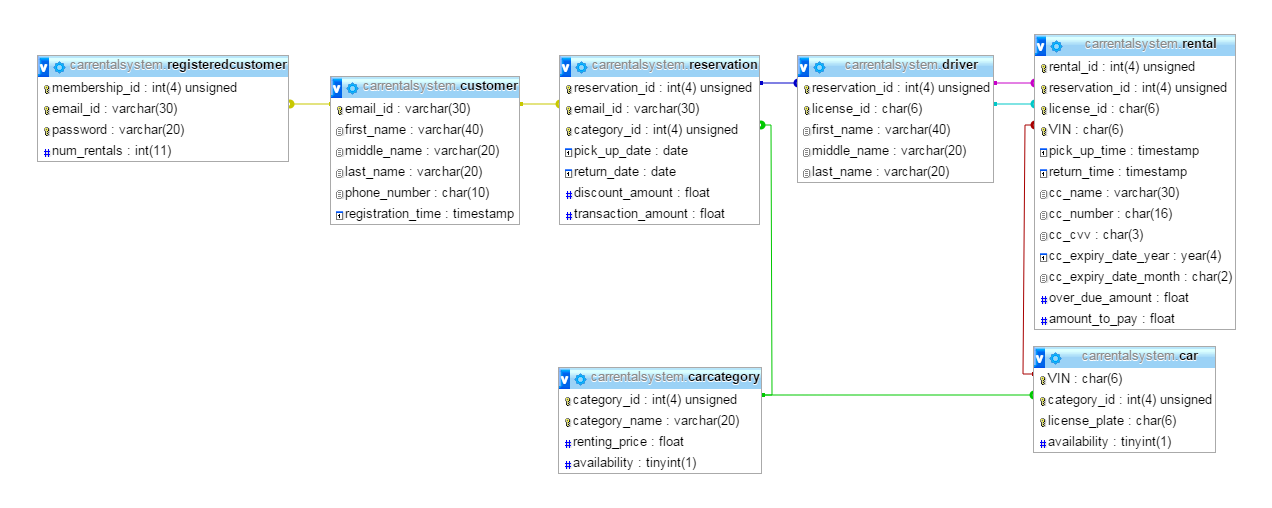 carrentalsystem.registeredcustomer
membership_id : int(4) unsigned
email_id : varchar(30)
password : varchar(20)
num_rentals : int(11)
carrentalsystem.customer
email_id : varchar(30)
first_name : varchar(40)
middle_name : varchar(20)
last_name : varchar(20)
phone_number : char(10)
registration_time : timestamp
carrentalsystem.reservation
reservation_id : int(4) unsigned
email_id : varchar(30)
category_id : int(4) unsigned
pick_up_date : date
return_date : date
discount_amount : float
transaction_amount : float
carrentalsystem.driver
reservation_id : int(4) unsigned
license_id : char(6)
first_name : varchar(40)
middle_name : varchar(20)
last_name : varchar(20)
carrentalsystem.rental
rental_id : int(4) unsigned
reservation_id : int(4) unsigned
license_id : char(6)
VIN : char(6)
pick_up_time : timestamp
return_time : timestamp
cc_name : varchar(30)
cc_number : char(16)
cc_cvv : char(3)
cc_expiry_date_year : year(4)
cc_expiry_date_month : char(2)
over_due_amount : float
amount_to_pay : float
carrentalsystem.carcategory
category_id : int(4) unsigned
category_name : varchar(20)
renting_price : float
availability : tinyint(1)
carrentalsystem.car
VIN : char(6)
category_id : int(4) unsigned
license_plate : char(6)
availability : tinyint(1)